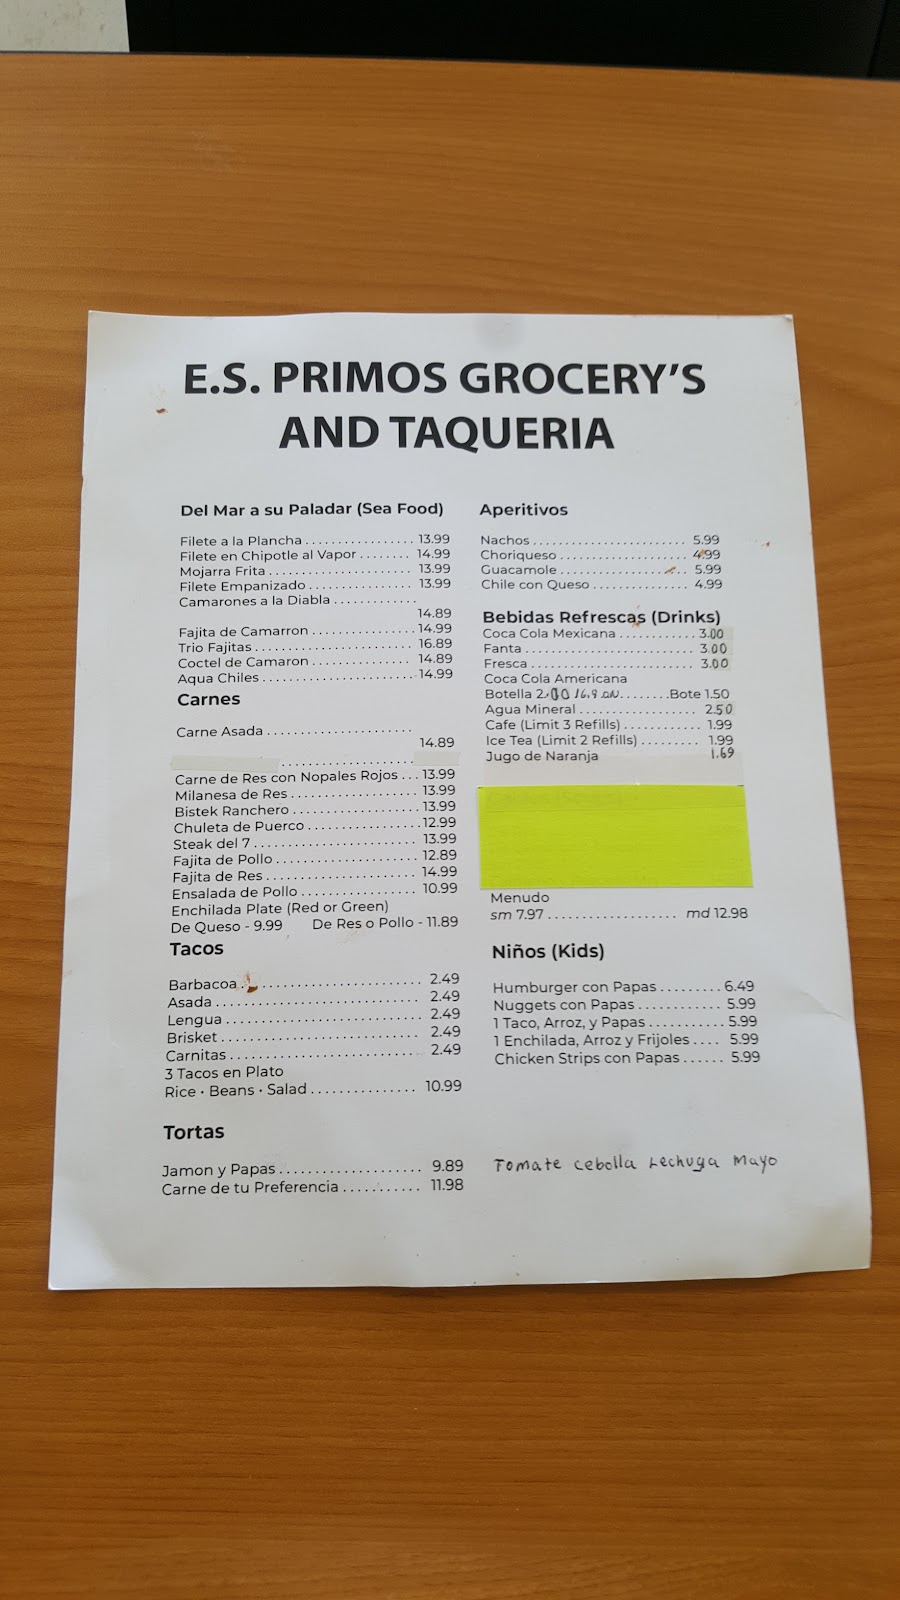 E.S. PRIMOS GROCERY'S
AND TAQUERIA
Del Mar a su Paladar (Sea Food)
Filete a la Plancha . . . . . . . . . . . . . . . . 13.99
Filete en Chipotle al Vapor . . . . . . . . 14.99
Mojarra Frita . . . . . . . . . . . . . . . . . . . . . . 13.99
Filete Empanizado . . . . . . . . . . . . . . . . 13.99
Camarones a la Diabla . . . . . . . . . . . . .
14.89
Fajita de Camarron . . . . . . . . . . . . . . . 14.99
Trio Fajitas . . . . . . . . . . . . . . . . . . . . . . . . 16.89
Coctel de Camaron . . . . . . . . . . . . . . . 14.89
Aqua Chiles . . . . . . . . . . . . . . . . . . . . . . . 14.99
Carnes
Carne Asada . . . . . . . . . . . . . . . . . . . . . .
14.89
. . . . . . . . . . . . . . . . . . . .
Carne de Res con Nopales Rojos . . . 13.99
Milanesa de Res . . . . . . . . . . . . . . . . . . . 13.99
Bistek Ranchero . . . . . . . . . . . . . . . . . . . 13.99
Chuleta de Puerco . . . . . . . . . . . . . . . . . 12.99
Steak del 7 . . . . . . . . . . . . . . . . . . . . . . . . . 13.99
Fajita de Pollo . . . . . . . . . . . . . . . . . . . . . 12.89
Fajita de Res . . . . . . . . . . . . . . . . . . . . . . . 14.99
Ensalada de Pollo . . . . . . . . . . . . . . . . . 10.99
Enchilada Plate (Red or Green)
De Queso - 9.99 De Res o Pollo - 11.89
Tacos
Barbacoa . . . . . . . . . . . . . . . . . . . . . . . . 2.49
Asada . . . . . . . . . . . . . . . . . . . . . . . . . . . . . 2.49
Lengua . . . . . . . . . . . . . . . . . . . . . . . . . . . . 2.49
Brisket . . . . . . . . . . . . . . . . . . . . . . . . . . . . 2.49
Carnitas . . . . . . . . . . . . . . . . . . . . . . . . . . . 2.49
3 Tacos en Plato
Rice • Beans • Salad . . . . . . . . . . . . . . . 10.99
Tortas
Jamon y Papas . . . . . . . . . . . . . . . . . . . . 9.89
Carne de tu Preferencia . . . . . . . . . . . 11.98
Aperitivos
Nachos . . . . . . . . . . . . . . . . . . . . . . . . 5.99
Choriqueso . . . . . . . . . . . . . . . . . . . . 4.99
Guacamole . . . . . . . . . . . . . . . . . . . . 5.99
Chile con Queso . . . . . . . . . . . . . . . 4.99
Bebidas Refrescas (Drinks)
Coca Cola Mexicana . . . . . . . . . . . . 3.00
Fanta . . . . . . . . . . . . . . . . . . . . . . . . . . 3.00
Fresca . . . . . . . . . . . . . . . . . . . . . . . . . 3.00
Coca Cola Americana
Botella 2.00 16.9 . . . . . . . . Bote 1.50
Agua Mineral . . . . . . . . . . . . . . . . . . . 2.50
Cafe (Limit 3 Refills) . . . . . . . . . . . . . 1.99
Ice Tea (Limit 2 Refills) . . . . . . . . . 1.99
Jugo de Naranja 1.69
Menudo
sm 7.97 . . . . . . . . . . . . . . . . . . . . md 12.98
Niños (Kids)
Humburger con Papas . . . . . . . . . 6.49
Nuggets con Papas . . . . . . . . . . . . 5.99
1 Taco, Arroz, y Papas . . . . . . . . . . . 5.99
1 Enchilada, Arroz y Frijoles . . . . 5.99
Chicken Strips con Papas . . . . . . 5.99
Tomate cebolla Lechuga Mayo